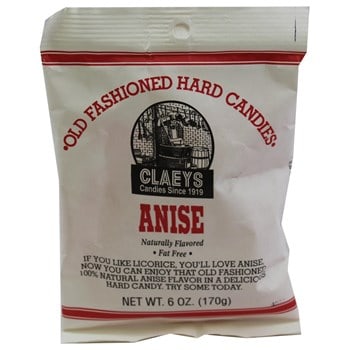 •OLD FASHIONED HARD CANDIES•
CLAEYS
Candies Since 1919
ANISE
Naturally Flavored
• Fat Free •
IF YOU LIKE LICORICE, YOU'LL LOVE ANISE.
NOW YOU CAN ENJOY THAT OLD FASHIONED
100% NATURAL ANISE FLAVOR IN A DELICIOUS
HARD CANDY. TRY SOME TODAY.
NET WT. 6 OZ. (170g)